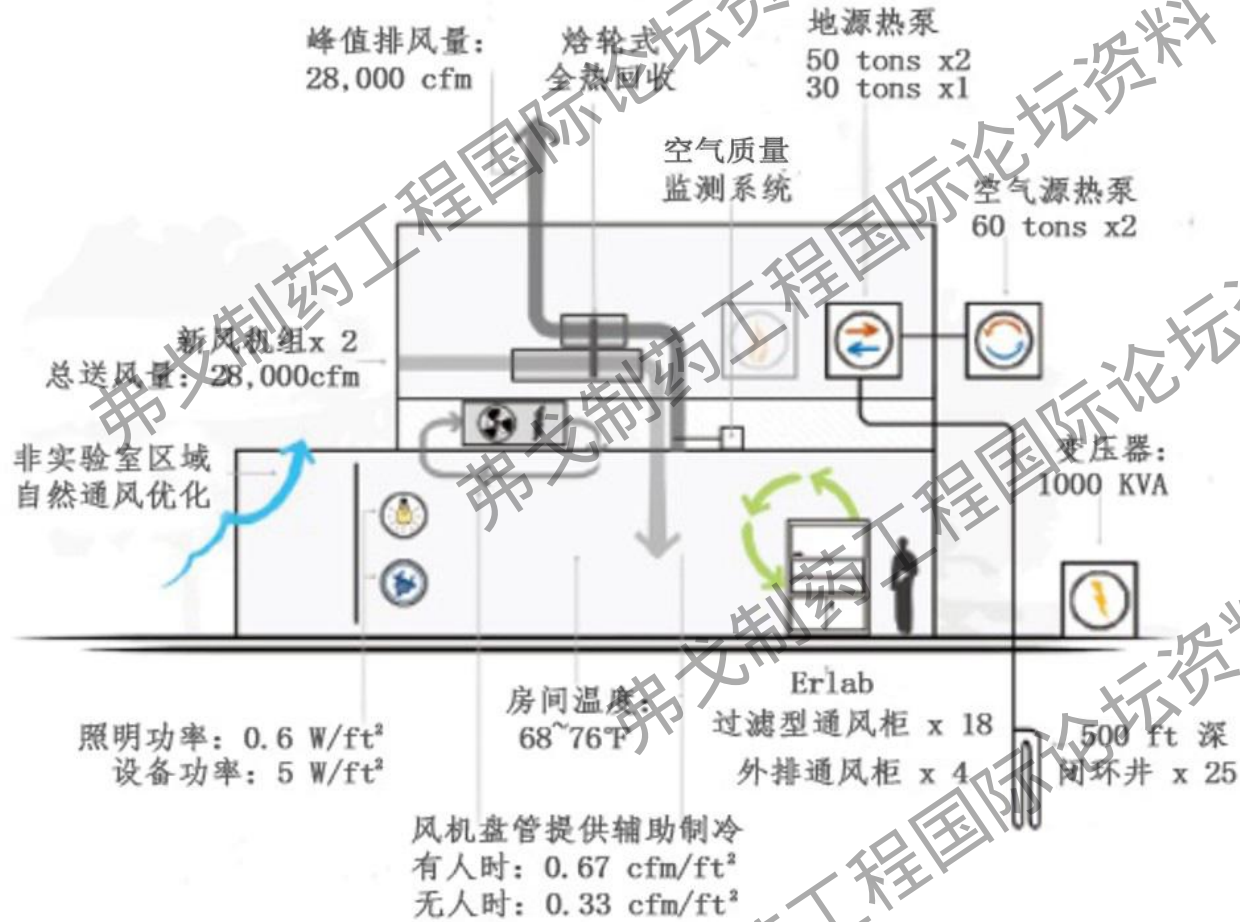 峰值排风量：
28,000 cfm
焓轮式
全热回收
地源热泵
50 tons x2
30 tons x1
空气质量
监测系统
空气源热泵
60 tons x2
新风机组x 2
总送风量：28,000cfm
非实验室区域
自然通风优化
变压器：
1000 KVA
照明功率：0.6 W/ft²
设备功率：5 W/ft²
房间温度：
68~76℉
Erlab
过滤型通风柜 x 18
外排通风柜 x 4
500 ft 深
闭环井 x 25
风机盘管提供辅助制冷
有人时：0.67 cfm/ft²
无人时：0.33 cfm/ft²
弗戈制药工程国际论坛资料
弗戈制药工程国际论坛资料
弗戈制药工程国际论坛资料